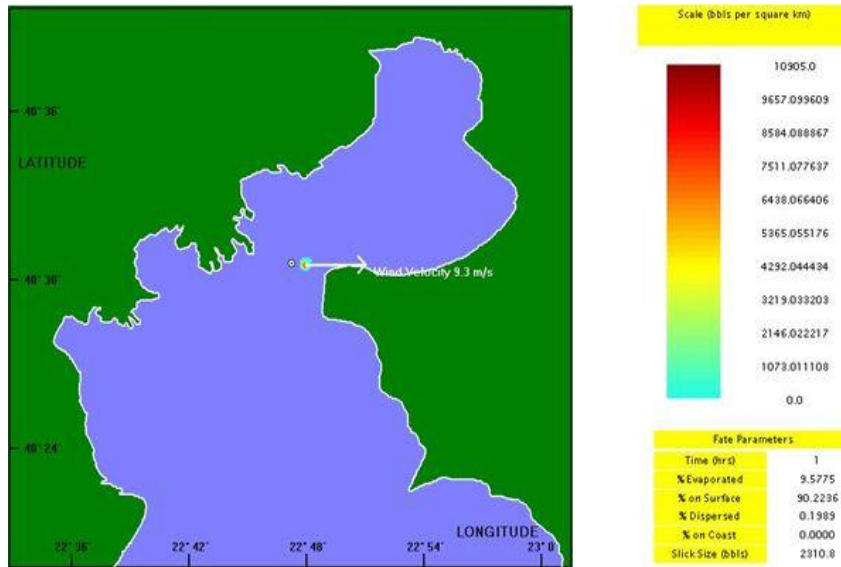 40° 36'
LATITUDE
Wind Velocity 9.3 m/s
40° 30'
40° 24'
LONGITUDE
22° 36' 22° 42' 22° 48' 22° 54' 23° 0'
Scale (bbls per square km)
10905.0
9657.099609
8584.088867
7511.077637
6438.066406
5365.055176
4292.044434
3219.033203
2146.022217
1073.011108
0.0
Fate Parameters
Time (hrs) 1
% Evaporated 9.5775
% on Surface 90.2236
% Dispersed 0.1989
% on Coast 0.0000
Slick Size (bbls) 2310.8